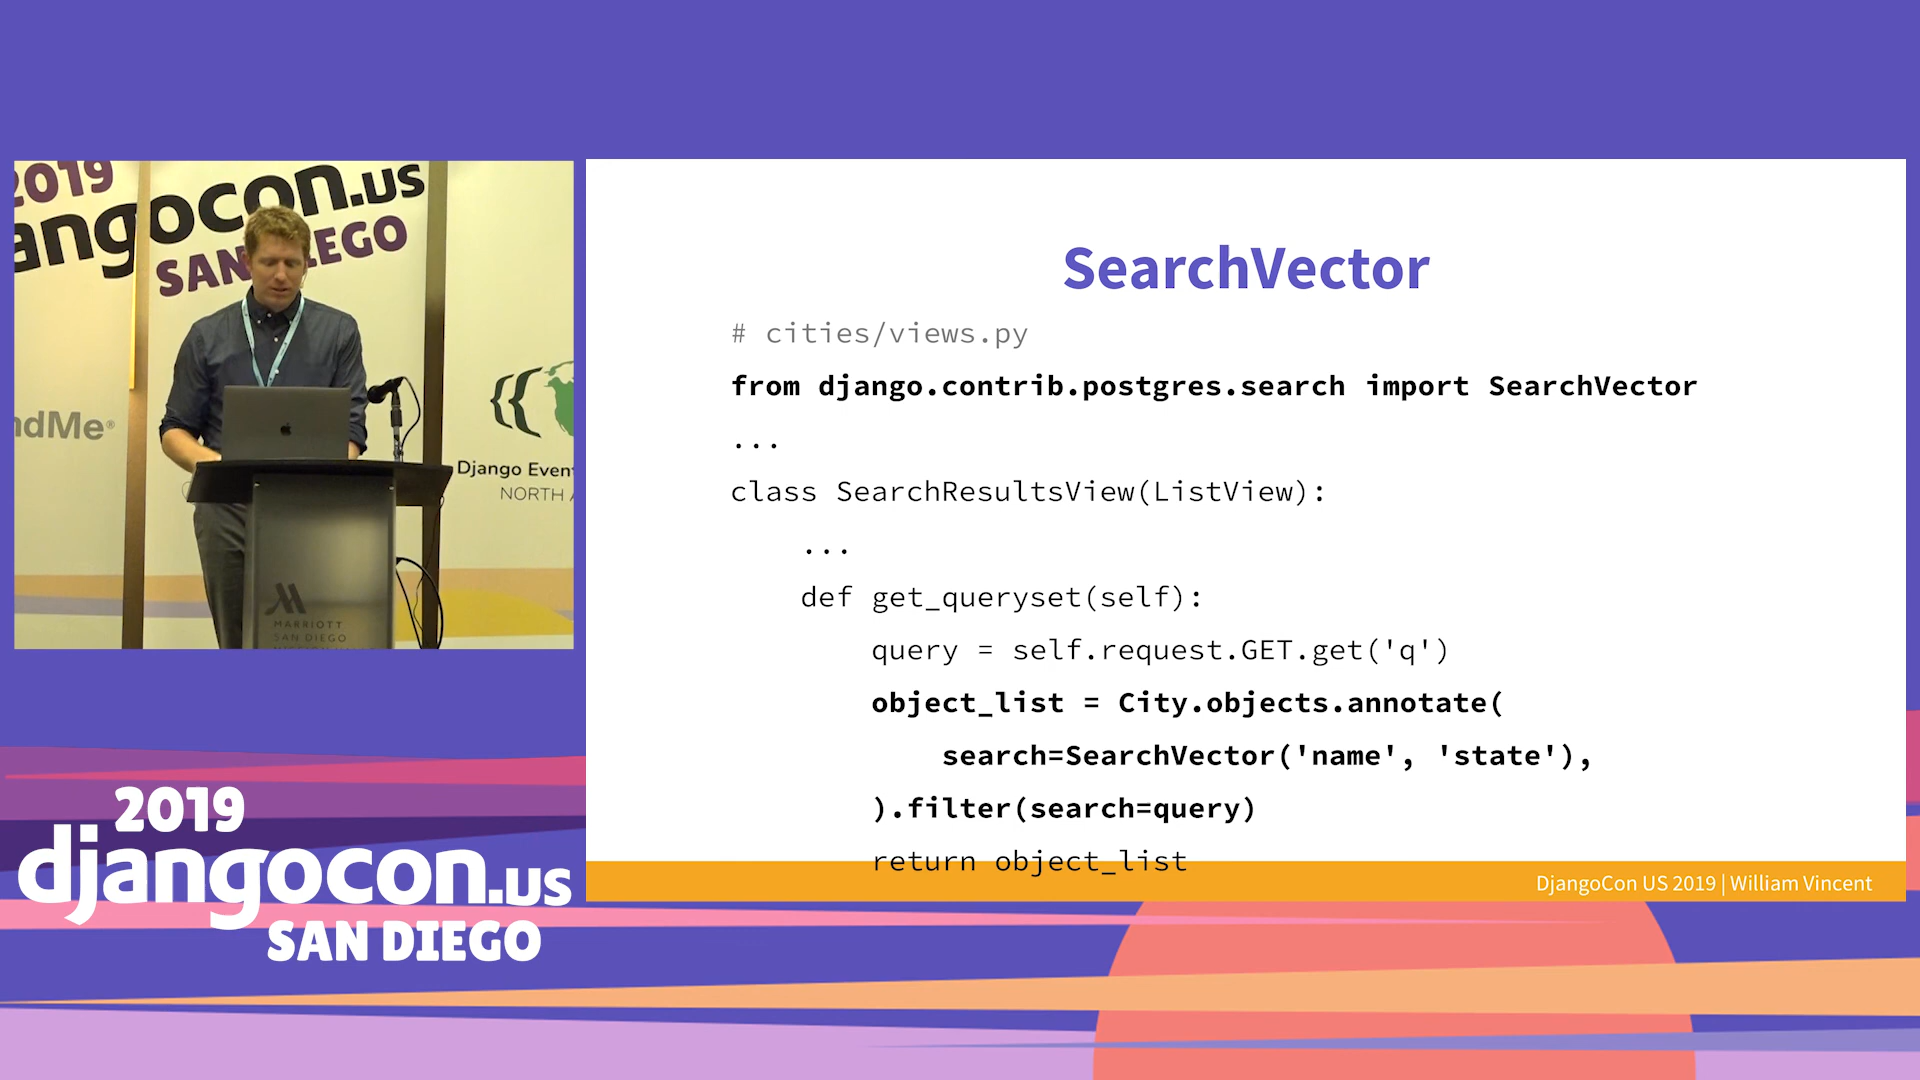 2019
angocon.us
SAN DIEGO
ndMe®
Django Even
NORTH A
MARRIOTT
SAN DIEGO
SearchVector
# cities/views.py
from django.contrib.postgres.search import SearchVector
...
class SearchResultsView(ListView):
...
def get_queryset(self):
query = self.request.GET.get('q')
object_list = City.objects.annotate(
search=SearchVector('name', 'state'),
).filter(search=query)
return object_list
DjangoCon US 2019 | William Vincent
2019
djangocon.us
SAN DIEGO